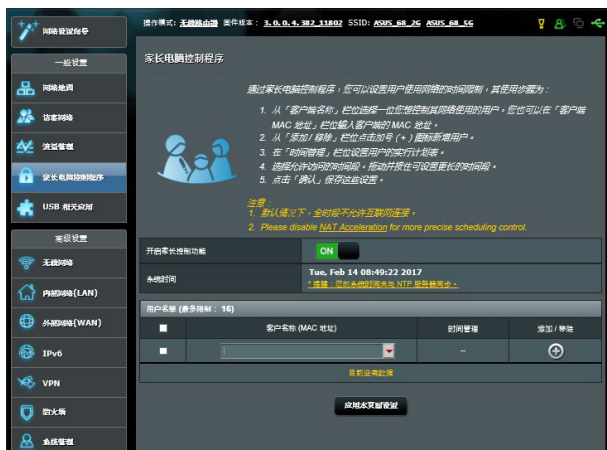 网络设置向导
操作模式: 无线路由器 固件版本: 3.0.0.4.382_11802 SSID: ASUS_68_2G ASUS_68_5G
一般设置
网络地图
访客网络
流量管理
家长电脑控制程序
USB 相关应用
高级设置
无线网络
内部网络(LAN)
外部网络(WAN)
IPv6
VPN
防火墙
系统管理
家长电脑控制程序
通过家长电脑控制程序，您可以设置用户使用网络的时间限制，其使用步骤为：
1. 从「客户端名称」栏位选择一位您想控制其网络使用的用户。您也可以在「客户端
MAC 地址」栏位输入客户端的 MAC 地址。
2. 从「添加 / 移除」栏位点击加号 (+) 图标新增用户。
3. 在「时间管理」栏位设置用户的实行计划表。
4. 选择允许访问的时间段。拖动并按住可设置更长的时间段。
5. 点击「确认」保存这些设置。
注意：
1. 默认情况下，全时段不允许互联网连接。
2. Please disable NAT Acceleration for more precise scheduling control.
开启家长控制功能 ON
系统时间 Tue, Feb 14 08:49:22 2017
* 提醒：您的系统时间未与 NTP 服务器同步。
用户名单 (最多限制: 16)
客户名称 (MAC 地址) 时间管理 添加 / 移除
--
目前没有数据
应用本页面设置